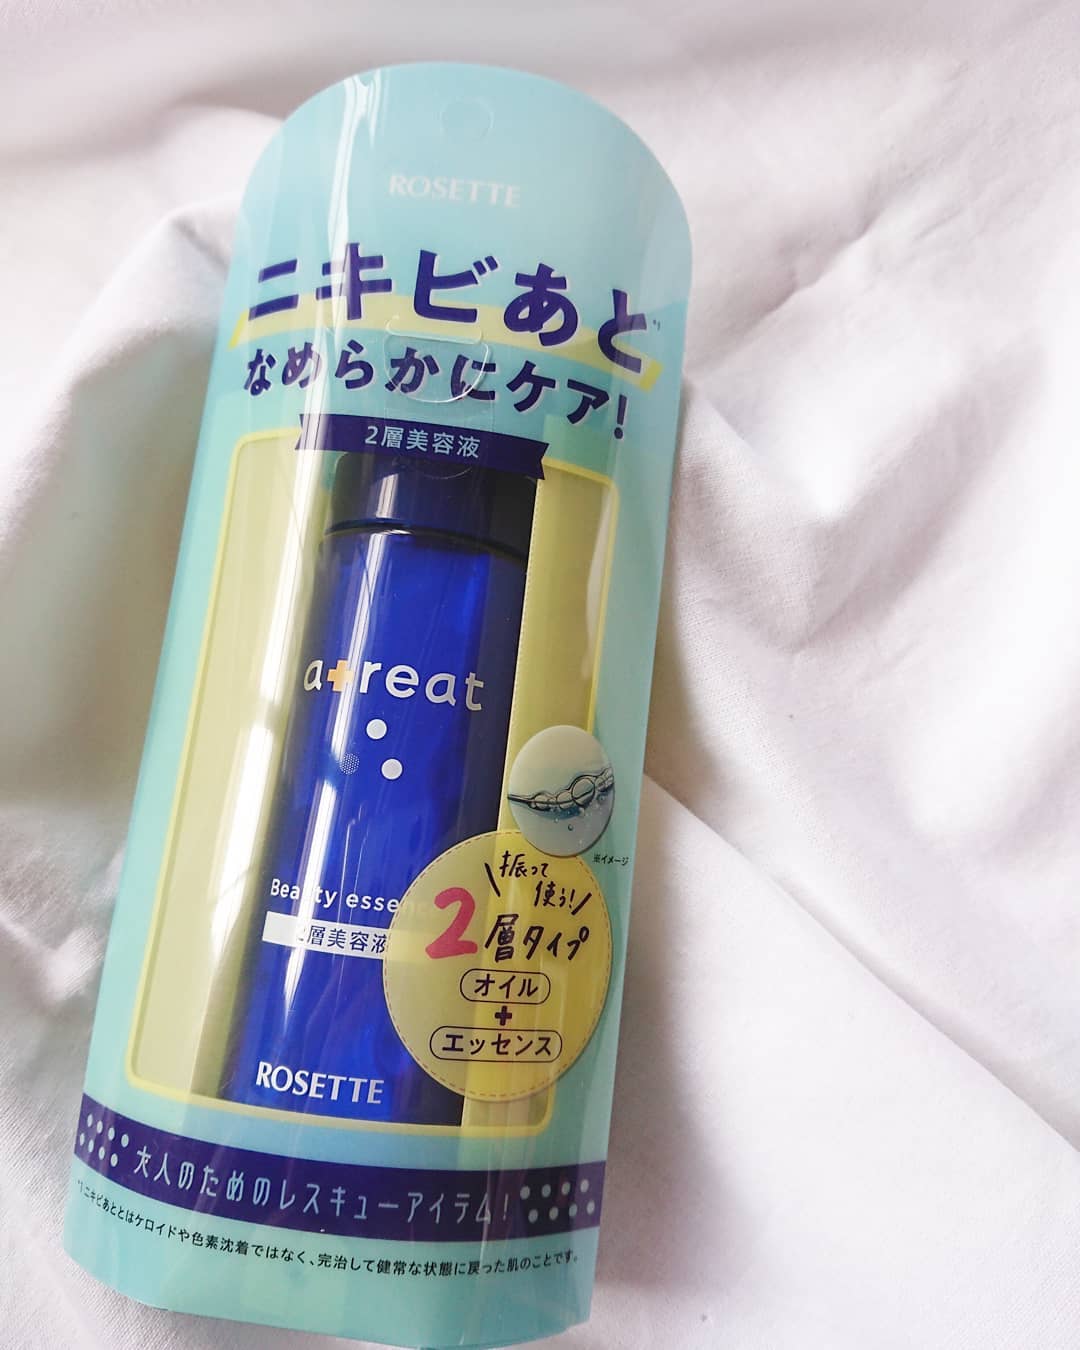 ROSETTE
ニキビあと*1
なめらかにケア!
2層美容液
a+reat
※イメージ
振って
使う!
2層タイプ
Beauty essen
2層美容液
オイル
+
エッセンス
ROSETTE
大人のためのレスキューアイテム!
*1 ニキビあととはケロイドや色素沈着ではなく、完治して健常な状態に戻った肌のことです。